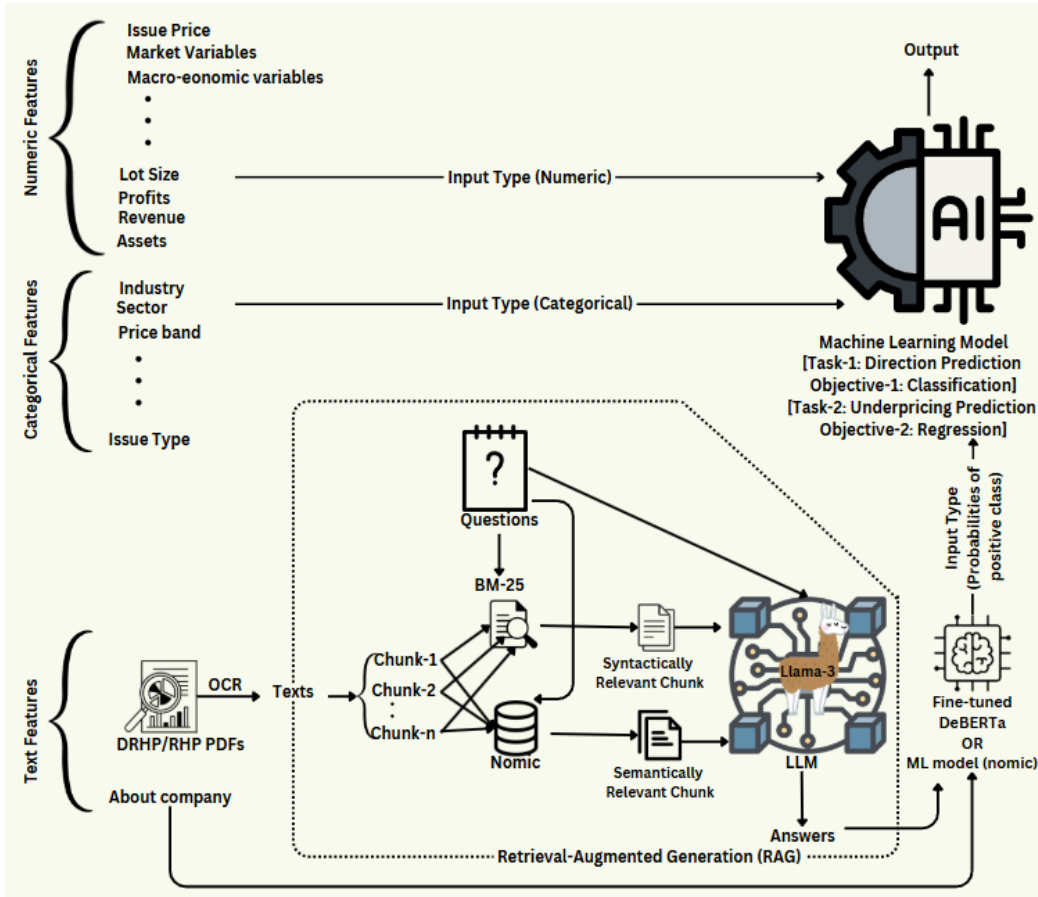 Numeric Features
Issue Price
Market Variables
Macro-eonomic variables
Lot Size
Profits
Revenue
Assets
Input Type (Numeric)
Output
AI
Categorical Features
Industry
Sector
Price band
Issue Type
Input Type (Categorical)
Machine Learning Model
[Task-1: Direction Prediction
Objective-1: Classification]
[Task-2: Underpricing Prediction
Objective-2: Regression]
Input Type
(Probabilities of
positive class)
?
Questions
BM-25
Text Features
DRHP/RHP PDFs
OCR
Texts
Chunk-1
Chunk-2
Chunk-n
Nomic
Syntactically
Relevant Chunk
Semantically
Relevant Chunk
Llama-3
LLM
Answers
Fine-tuned
DeBERTa
OR
ML model (nomic)
About company
Retrieval-Augmented Generation (RAG)